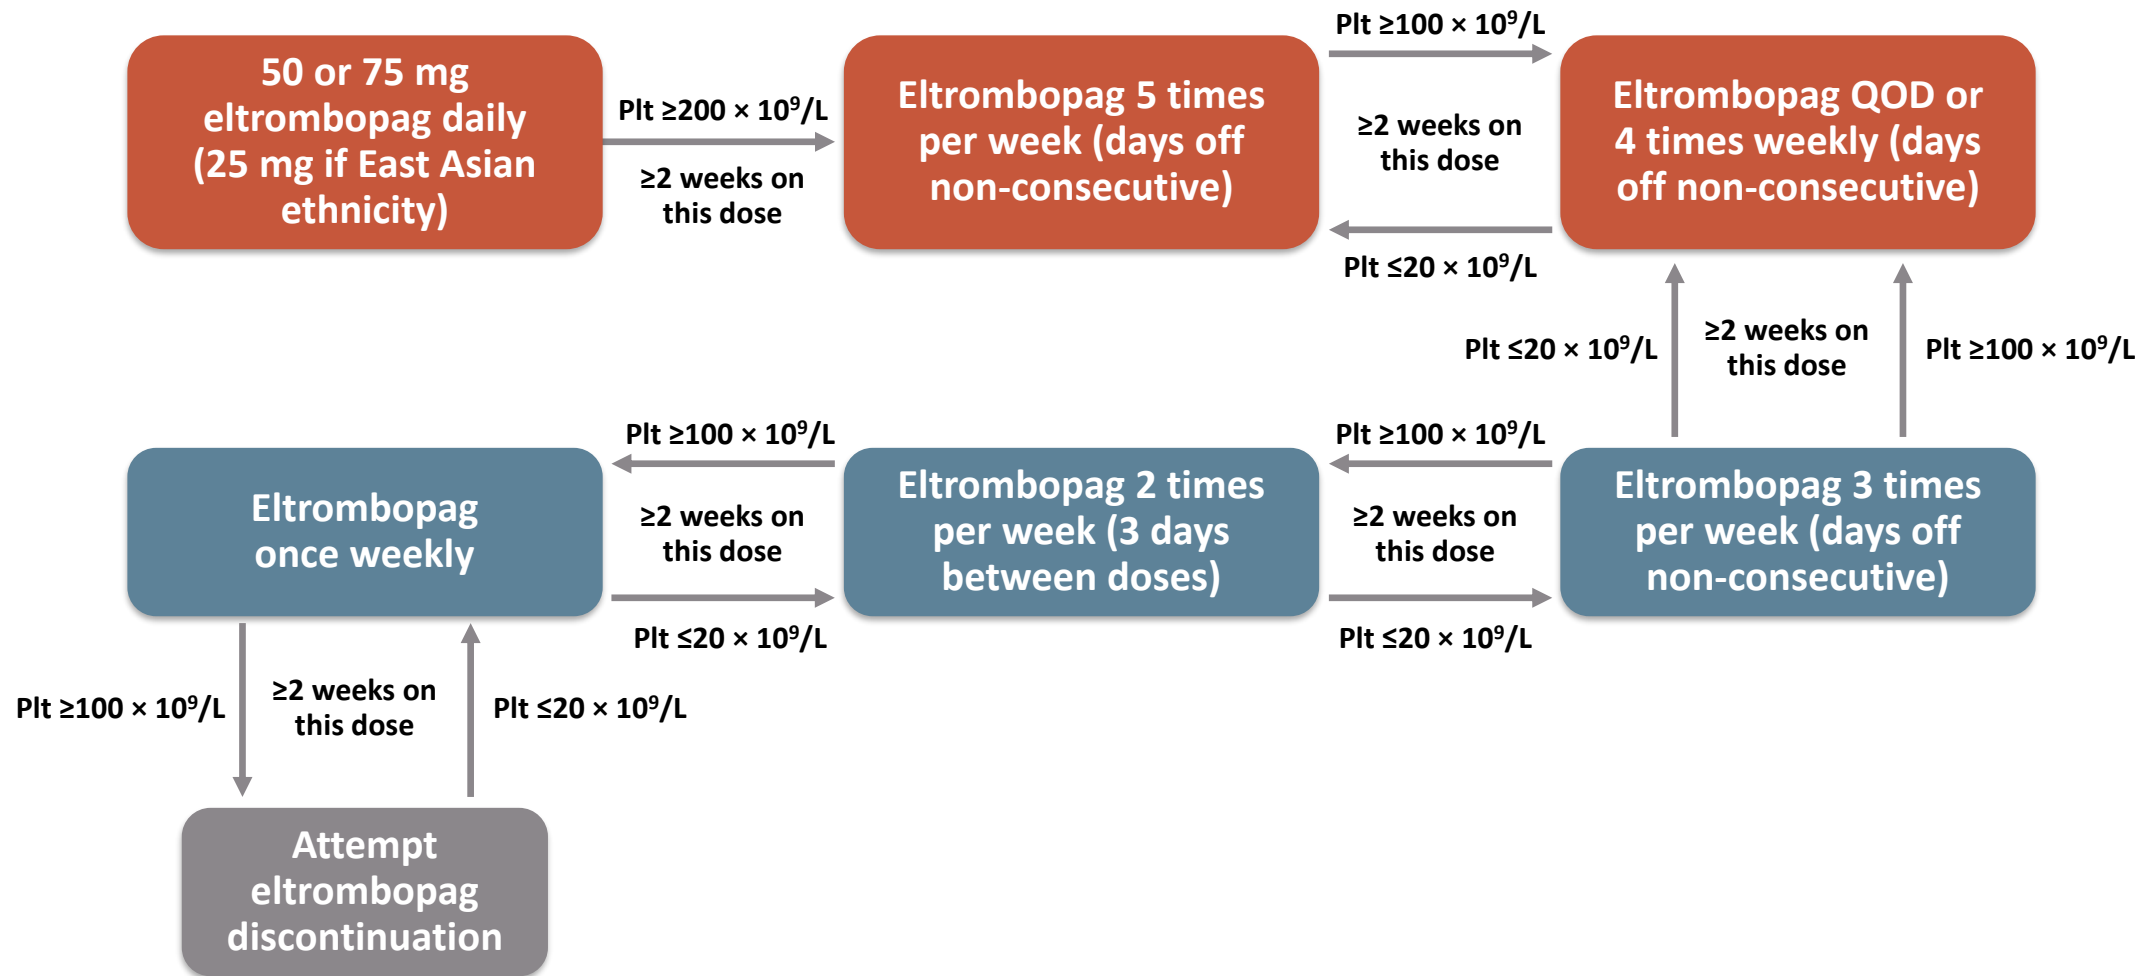 50 or 75 mg
eltrombopag daily
(25 mg if East Asian
ethnicity)
Plt ≥200 × 10⁹/L
≥2 weeks on
this dose
Eltrombopag 5 times
per week (days off
non-consecutive)
Plt ≥100 × 10⁹/L
≥2 weeks on
this dose
Plt ≤20 × 10⁹/L
Eltrombopag QOD or
4 times weekly (days
off non-consecutive)
Plt ≤20 × 10⁹/L
≥2 weeks on
this dose
Plt ≥100 × 10⁹/L
Eltrombopag
once weekly
Plt ≥100 × 10⁹/L
≥2 weeks on
this dose
Plt ≤20 × 10⁹/L
Eltrombopag 2 times
per week (3 days
between doses)
Plt ≥100 × 10⁹/L
≥2 weeks on
this dose
Plt ≤20 × 10⁹/L
Eltrombopag 3 times
per week (days off
non-consecutive)
Plt ≥100 × 10⁹/L
≥2 weeks on
this dose
Plt ≤20 × 10⁹/L
Attempt
eltrombopag
discontinuation